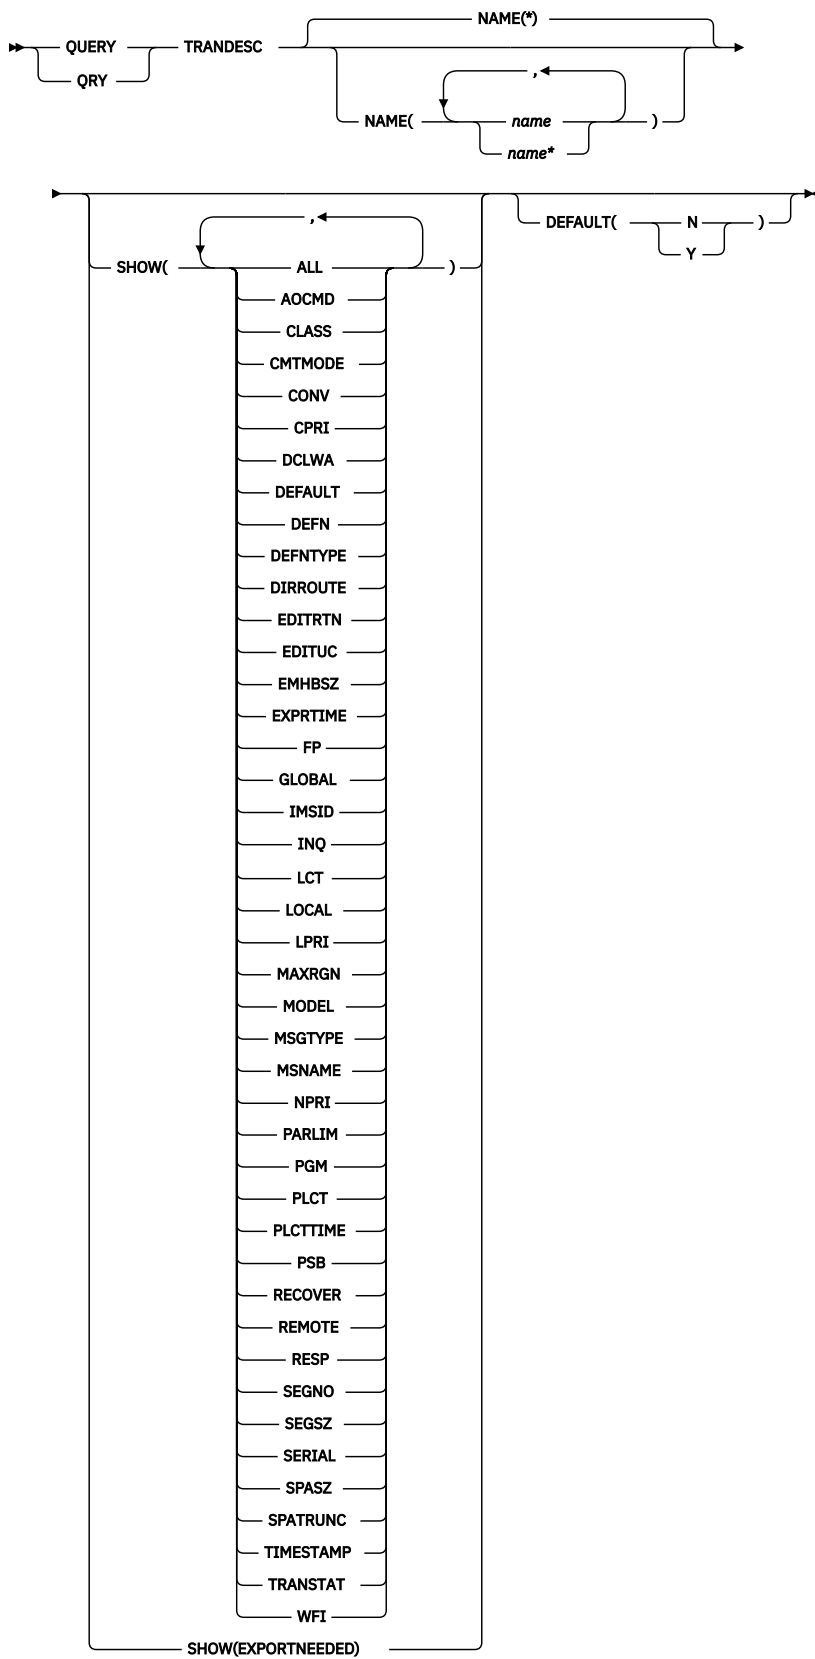 NAME(*)
QUERY TRANDESC
QRY
,
NAME( name )
name*
,
DEFAULT( N )
Y
SHOW( ALL )
AOCMD
CLASS
CMTMODE
CONV
CPRI
DCLWA
DEFAULT
DEFN
DEFNTYPE
DIRROUTE
EDITRTN
EDITUC
EMHBSZ
EXPRTIME
FP
GLOBAL
IMSID
INQ
LCT
LOCAL
LPRI
MAXRGN
MODEL
MSGTYPE
MSNAME
NPRI
PARLIM
PGM
PLCT
PLCTTIME
PSB
RECOVER
REMOTE
RESP
SEGNO
SEGSZ
SERIAL
SPASZ
SPATRUNC
TIMESTAMP
TRANSTAT
WFI
SHOW(EXPORTNEEDED)